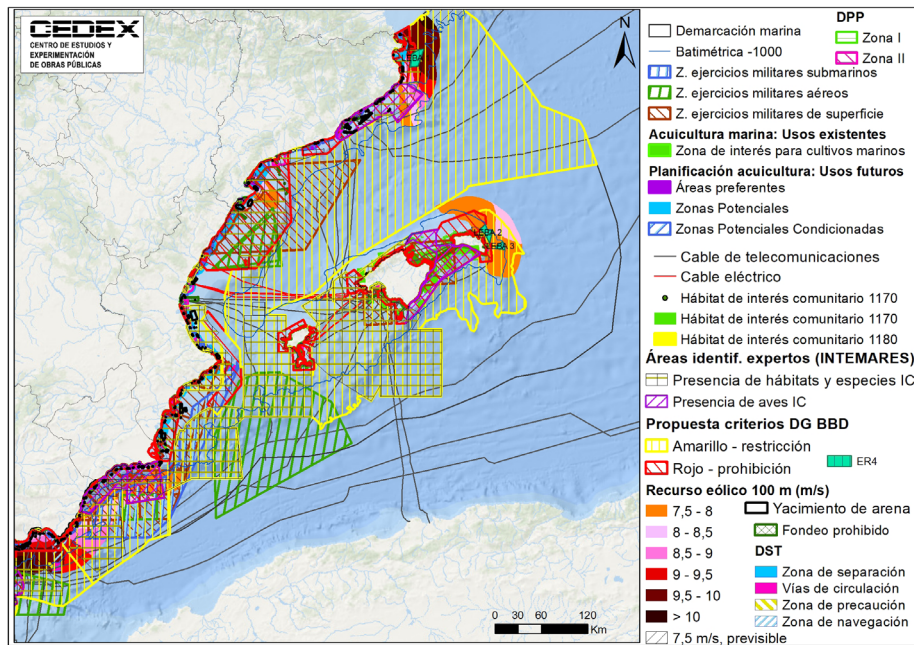 CEDEX
CENTRO DE ESTUDIOS Y
EXPERIMENTACIÓN
DE OBRAS PÚBLICAS
N
LEBA
LEBA 2
LEBA 3
0 30 60 120
Km
Demarcación marina
Batimétrica -1000
Z. ejercicios militares submarinos
Z. ejercicios militares aéreos
Z. ejercicios militares de superficie
DPP
Zona I
Zona II
Acuicultura marina: Usos existentes
Zona de interés para cultivos marinos
Planificación acuicultura: Usos futuros
Áreas preferentes
Zonas Potenciales
Zonas Potenciales Condicionadas
Cable de telecomunicaciones
Cable eléctrico
Hábitat de interés comunitario 1170
Hábitat de interés comunitario 1170
Hábitat de interés comunitario 1180
Áreas identif. expertos (INTEMARES)
Presencia de hábitats y especies IC
Presencia de aves IC
Propuesta criterios DG BBD
Amarillo - restricción
Rojo - prohibición
ER4
Recurso eólico 100 m (m/s)
7,5 - 8
8 - 8,5
8,5 - 9
9 - 9,5
9,5 - 10
> 10
7,5 m/s, previsible
Yacimiento de arena
Fondeo prohibido
DST
Zona de separación
Vías de circulación
Zona de precaución
Zona de navegación